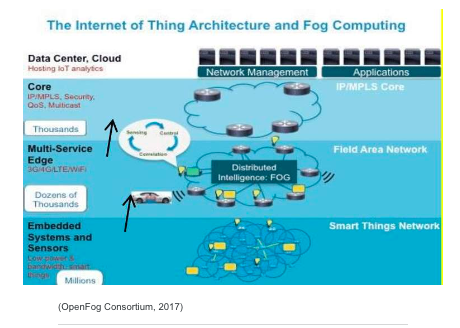 The Internet of Thing Architecture and Fog Computing
Data Center, Cloud
Hosting IoT analytics
Network Management
Applications
Core
IP/MPLS, Security,
QoS, Multicast
IP/MPLS Core
Thousands
Sensing
Control
Correlation
Multi-Service
Edge
3G/4G/LTE/WiFi
Field Area Network
Distributed
Intelligence: FOG
Dozens of
Thousands
Embedded
Systems and
Sensors
Low power &
bandwidth, smart
things
Smart Things Network
Millions
(OpenFog Consortium, 2017)